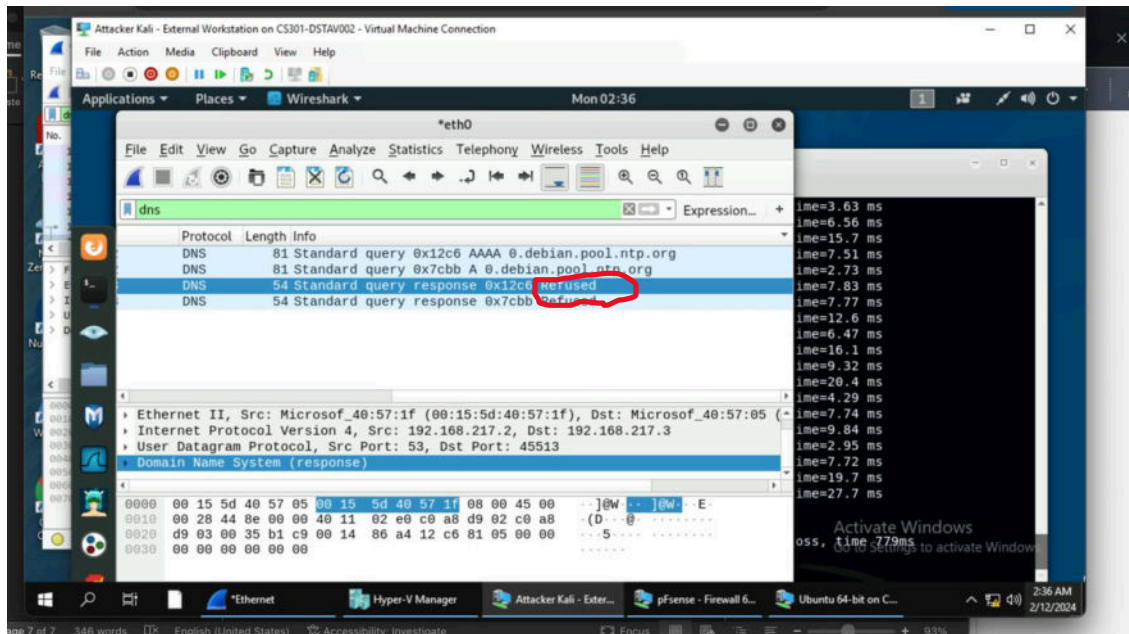 Attacker Kali - External Workstation on CS301-DSTAV002 - Virtual Machine Connection
File Action Media Clipboard View Help
Applications Places Wireshark Mon 02:36 1
*eth0
File Edit View Go Capture Analyze Statistics Telephony Wireless Tools Help
dns Expression... +
No.
Protocol Length Info
DNS 81 Standard query 0x12c6 AAAA 0.debian.pool.ntp.org
DNS 81 Standard query 0x7cbb A 0.debian.pool.ntp.org
DNS 54 Standard query response 0x12c6 Refused
DNS 54 Standard query response 0x7cbb Refused
Ethernet II, Src: Microsof_40:57:1f (00:15:5d:40:57:1f), Dst: Microsof_40:57:05 (
Internet Protocol Version 4, Src: 192.168.217.2, Dst: 192.168.217.3
User Datagram Protocol, Src Port: 53, Dst Port: 45513
Domain Name System (response)
0000 00 15 5d 40 57 05 00 15 5d 40 57 1f 08 00 45 00 ··]@W··· ]@W···E·
0010 00 28 44 8e 00 00 40 11 02 e0 c0 a8 d9 02 c0 a8 ·(D···@· ········
0020 d9 03 00 35 b1 c9 00 14 86 a4 12 c6 81 05 00 00 ···5···· ········
0030 00 00 00 00 00 00 ······
ime=3.63 ms
ime=6.56 ms
ime=15.7 ms
ime=7.51 ms
ime=2.73 ms
ime=7.83 ms
ime=7.77 ms
ime=12.6 ms
ime=6.47 ms
ime=16.1 ms
ime=9.32 ms
ime=20.4 ms
ime=4.29 ms
ime=7.74 ms
ime=9.84 ms
ime=2.95 ms
ime=7.72 ms
ime=19.7 ms
ime=27.7 ms
oss, time 779ms
Activate Windows
Go to Settings to activate Windows
*Ethernet Hyper-V Manager Attacker Kali - Exter... pFsense - Firewall 6... Ubuntu 64-bit on C...
2:36 AM
2/12/2024
age 7 of 7 346 words English (United States) Accessibility: Investigate Focus 93%